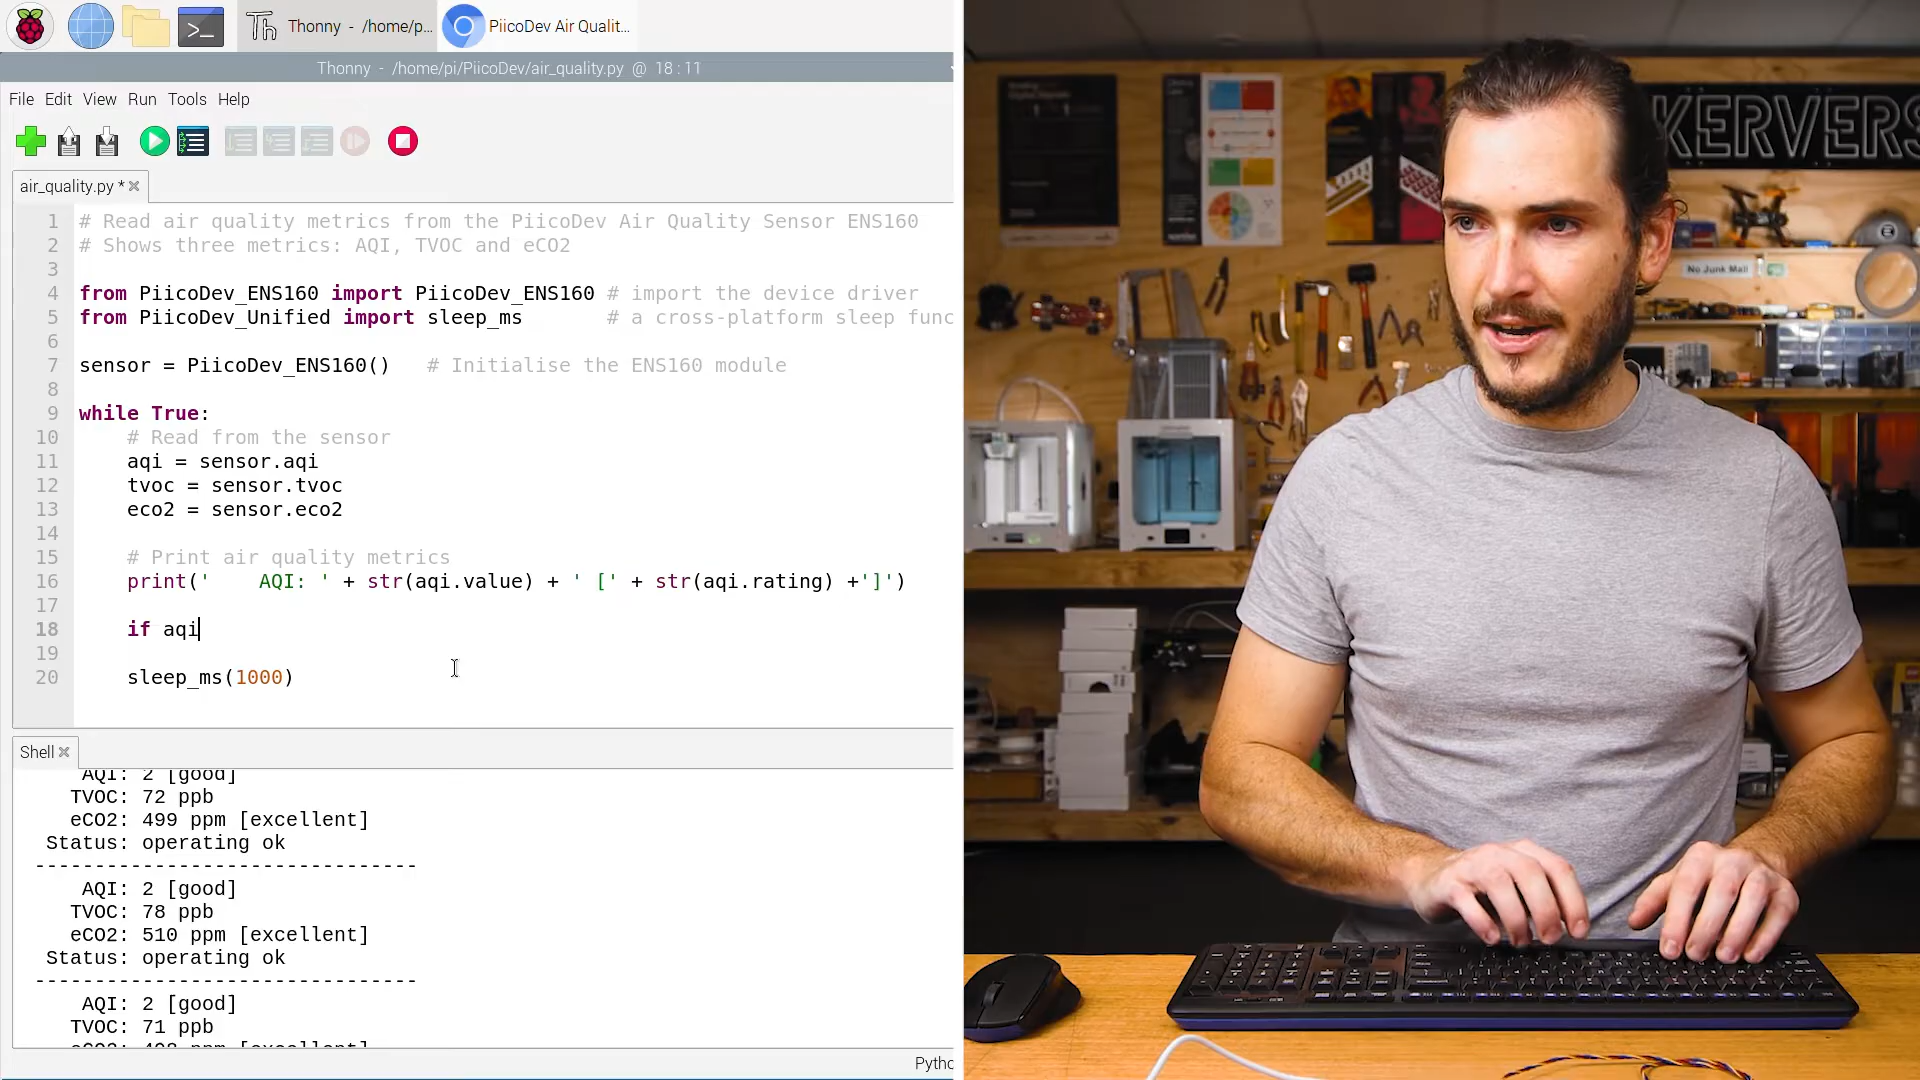 Thonny - /home/p...
PiicoDev Air Qualit...
Thonny - /home/pi/PiicoDev/air_quality.py @ 18:11
File Edit View Run Tools Help
air_quality.py *
1 # Read air quality metrics from the PiicoDev Air Quality Sensor ENS160
2 # Shows three metrics: AQI, TVOC and eCO2
3
4 from PiicoDev_ENS160 import PiicoDev_ENS160 # import the device driver
5 from PiicoDev_Unified import sleep_ms # a cross-platform sleep func
6
7 sensor = PiicoDev_ENS160() # Initialise the ENS160 module
8
9 while True:
10 # Read from the sensor
11 aqi = sensor.aqi
12 tvoc = sensor.tvoc
13 eco2 = sensor.eco2
14
15 # Print air quality metrics
16 print('    AQI: ' + str(aqi.value) + ' [' + str(aqi.rating) +']')
17
18 if aqi
19
20 sleep_ms(1000)
Shell
AQI: 2 [good]
TVOC: 72 ppb
eCO2: 499 ppm [excellent]
Status: operating ok
--------------------------------
AQI: 2 [good]
TVOC: 78 ppb
eCO2: 510 ppm [excellent]
Status: operating ok
--------------------------------
AQI: 2 [good]
TVOC: 71 ppb
Pytho
KERVERS
No Junk Mail